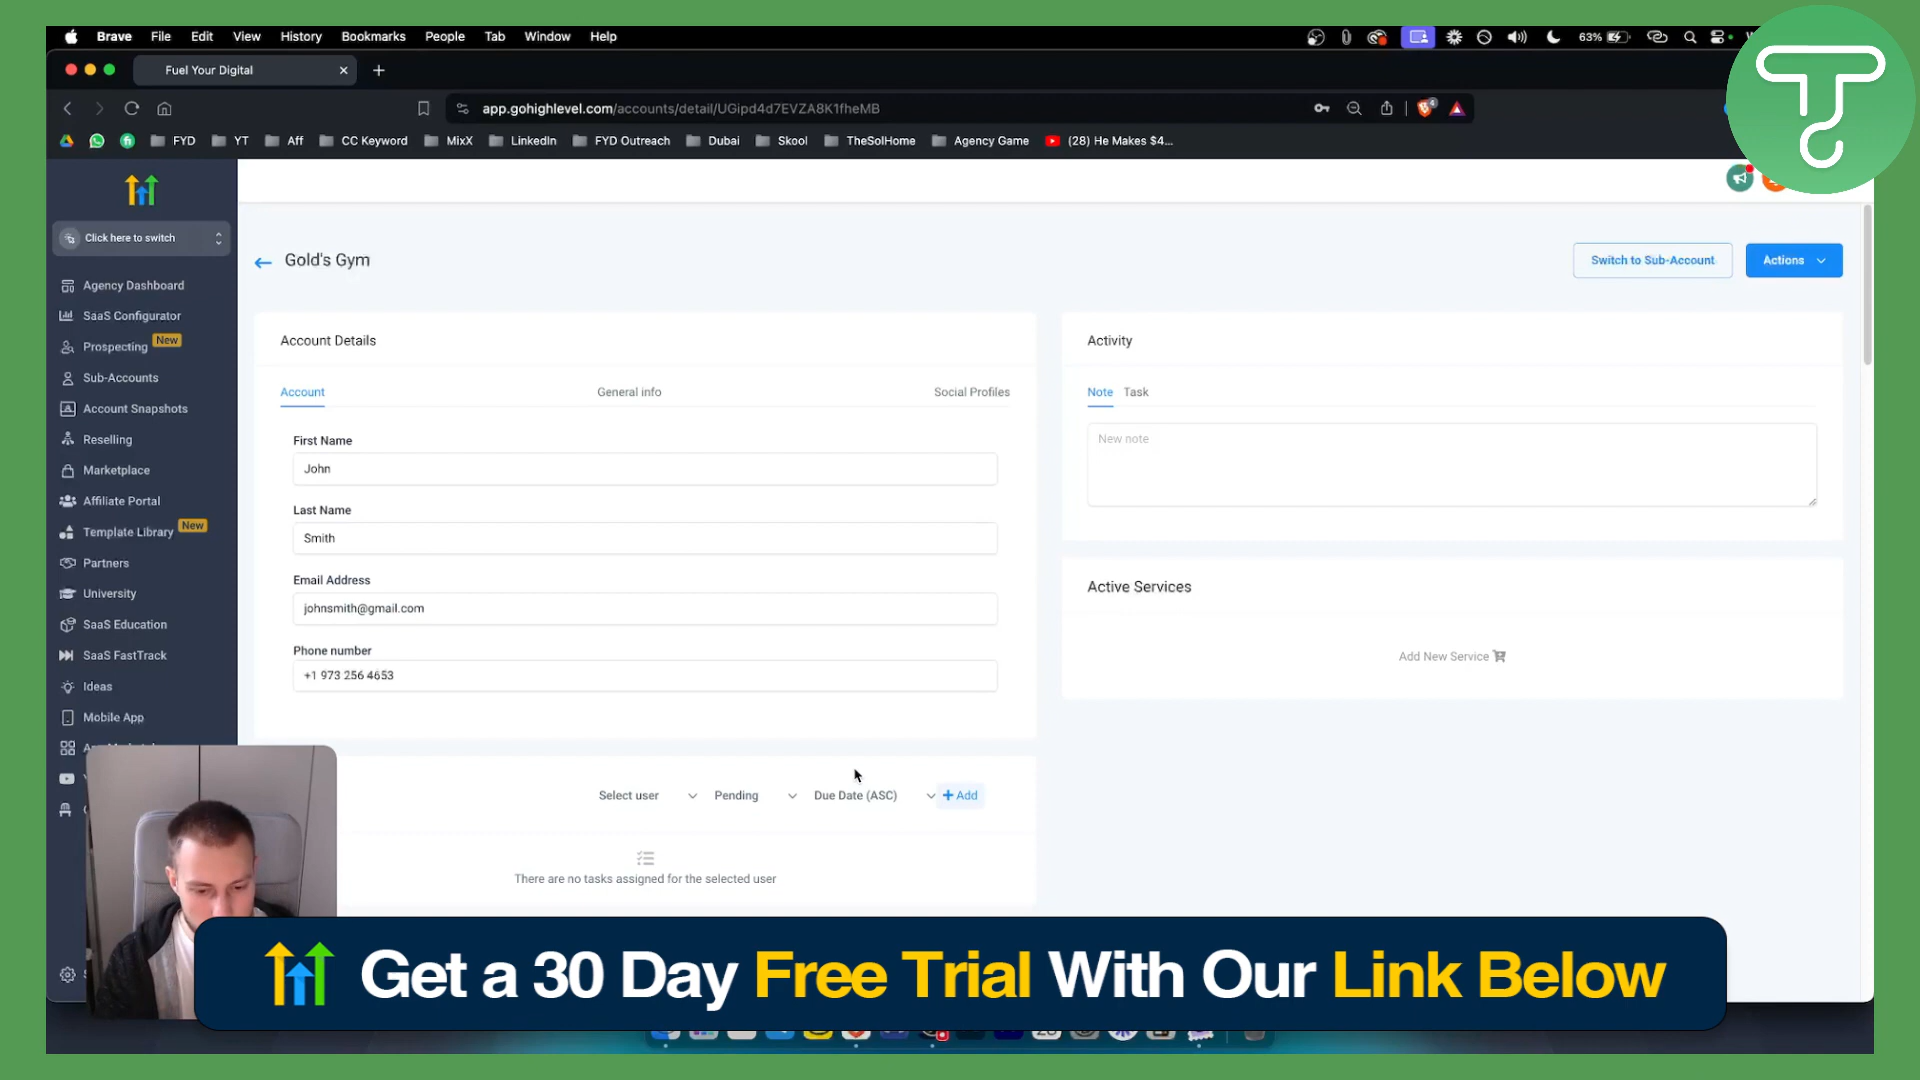 Brave File Edit View History Bookmarks People Tab Window Help 63%
Fuel Your Digital
app.gohighlevel.com/accounts/detail/UGipd4d7EVZA8K1fheMB
FYD YT Aff CC Keyword MixX LinkedIn FYD Outreach Dubai Skool TheSolHome Agency Game (28) He Makes $4...
Click here to switch
Agency Dashboard
SaaS Configurator
Prospecting New
Sub-Accounts
Account Snapshots
Reselling
Marketplace
Affiliate Portal
Template Library New
Partners
University
SaaS Education
SaaS FastTrack
Ideas
Mobile App
Gold's Gym
Switch to Sub-Account
Actions
Account Details
Account General info Social Profiles
First Name
John
Last Name
Smith
Email Address
johnsmith@gmail.com
Phone number
+1 973 256 4653
Select user Pending Due Date (ASC) + Add
There are no tasks assigned for the selected user
Activity
Note Task
New note
Active Services
Add New Service
Get a 30 Day Free Trial With Our Link Below